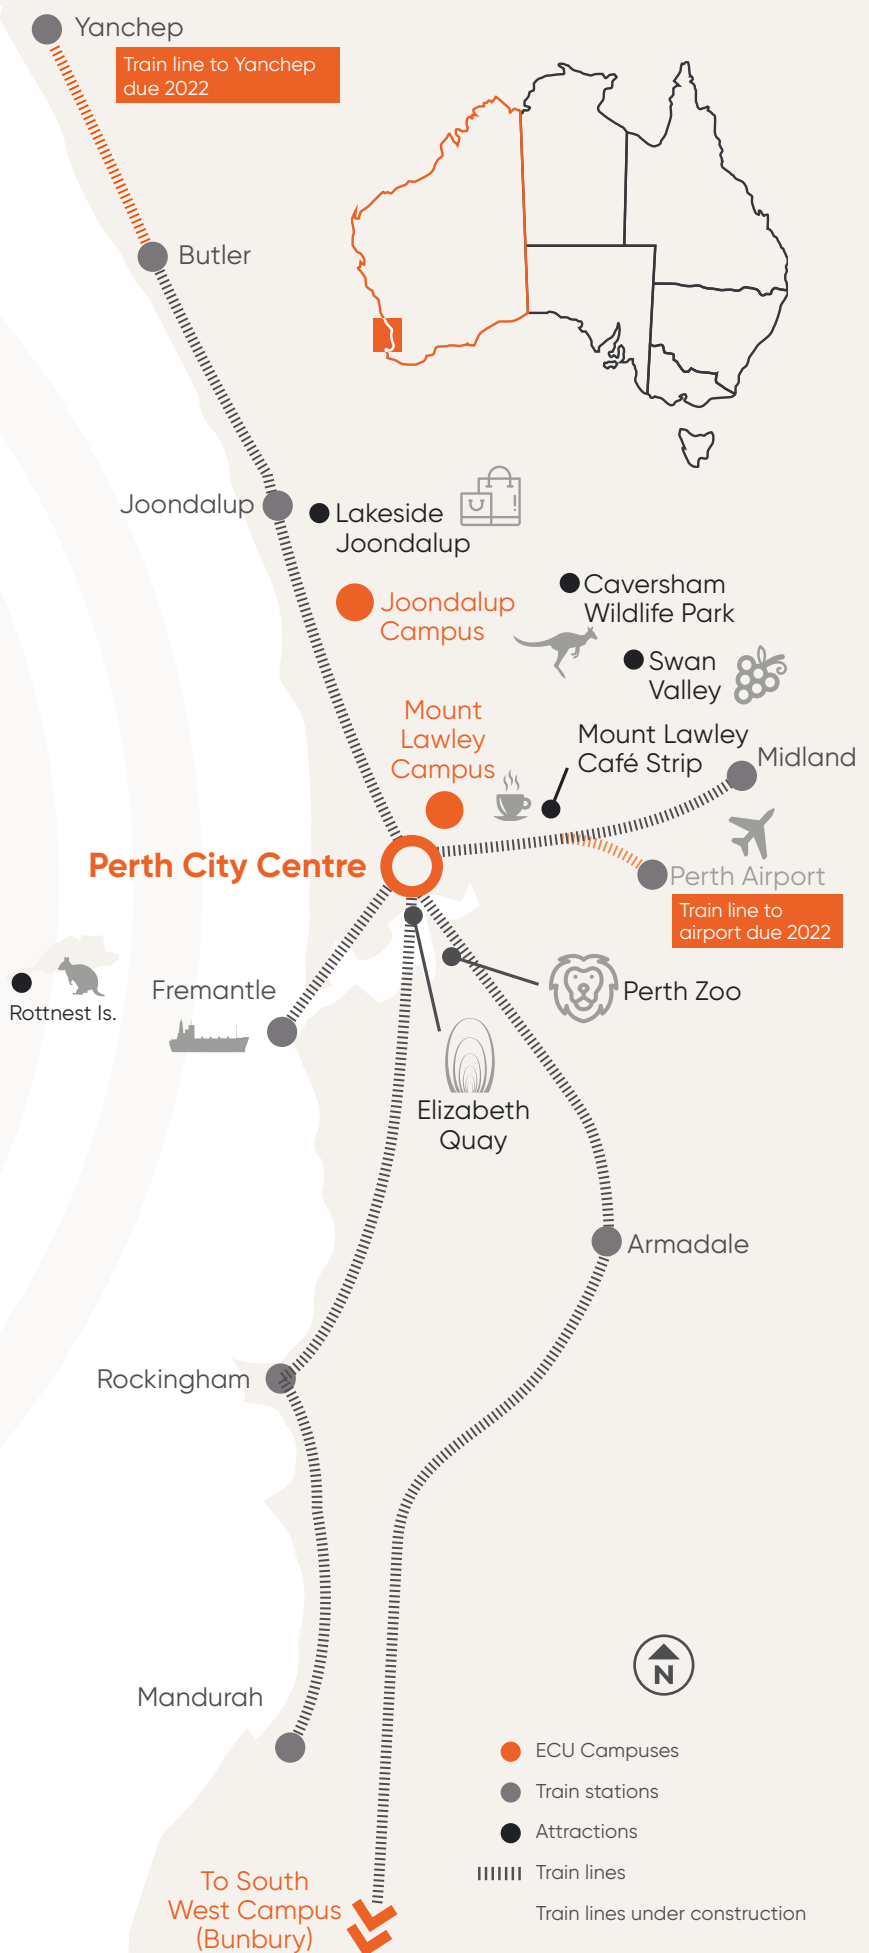 Yanchep
Train line to Yanchep
due 2022
Butler
Joondalup
Lakeside
Joondalup
Joondalup
Campus
Caversham
Wildlife Park
Swan
Valley
Mount
Lawley
Campus
Mount Lawley
Café Strip
Midland
Perth City Centre
Perth Airport
Train line to
airport due 2022
Rottnest Is.
Fremantle
Perth Zoo
Elizabeth
Quay
Armadale
Rockingham
Mandurah
N
ECU Campuses
Train stations
Attractions
Train lines
Train lines under construction
To South
West Campus
(Bunbury)